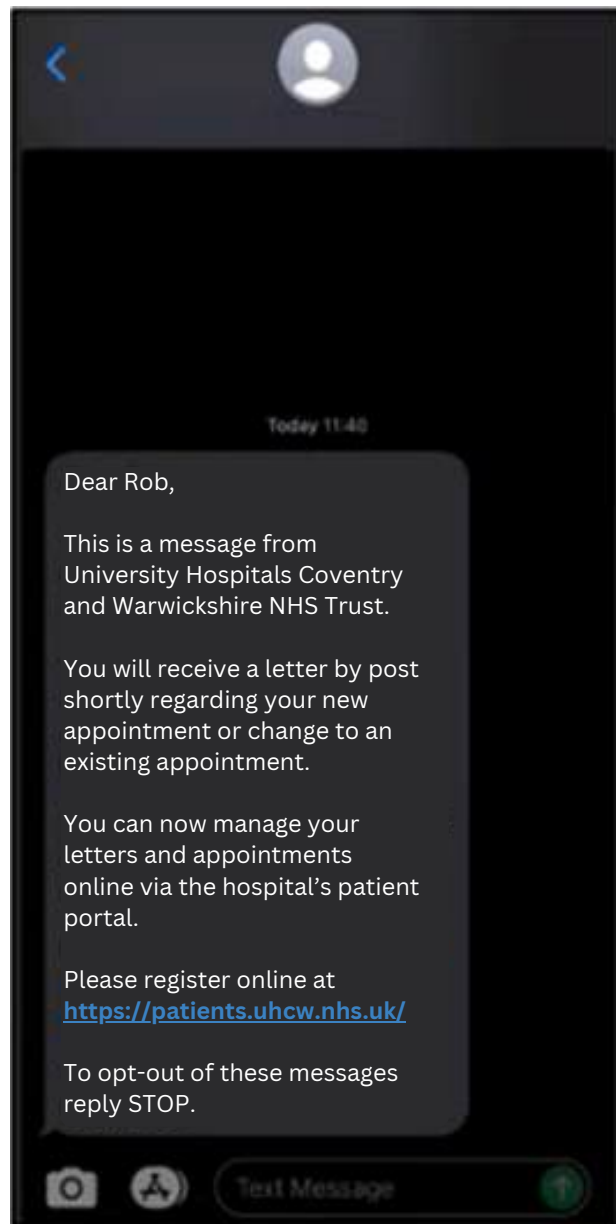 Today 11:40
Dear Rob,
This is a message from
University Hospitals Coventry
and Warwickshire NHS Trust.
You will receive a letter by post
shortly regarding your new
appointment or change to an
existing appointment.
You can now manage your
letters and appointments
online via the hospital’s patient
portal.
Please register online at
https://patients.uhcw.nhs.uk/
To opt-out of these messages
reply STOP.
Text Message